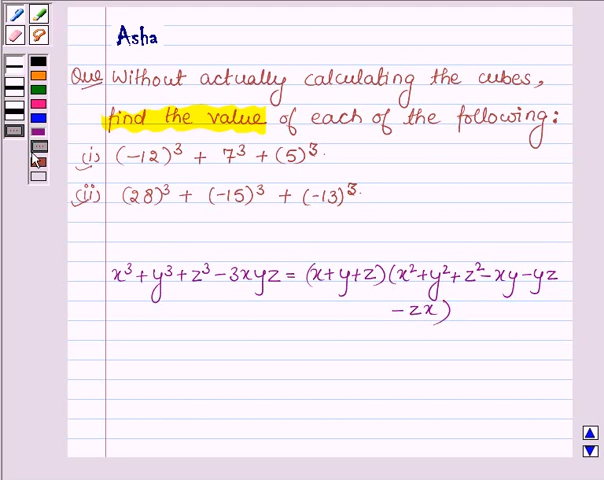 Asha
Que Without actually calculating the cubes,
find the value of each of the following:
(i) (-12)³ + 7³ + (5)³.
(ii) (28)³ + (-15)³ + (-13)³.
x³+y³+z³-3xyz = (x+y+z)(x²+y²+z²-xy-yz
-zx)